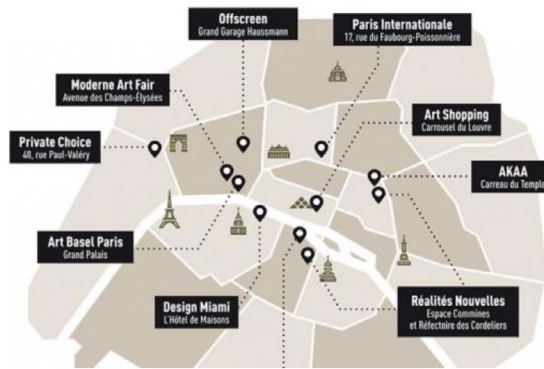 Offscreen
Grand Garage Haussmann
Paris Internationale
17, rue du Faubourg-Poissonnière
Moderne Art Fair
Avenue des Champs-Élysées
Art Shopping
Carrousel du Louvre
Private Choice
40, rue Paul-Valéry
AKAA
Carreau du Temple
Art Basel Paris
Grand Palais
Design Miami
L'Hôtel de Maisons
Réalités Nouvelles
Espace Commines
et Réfectoire des Cordeliers